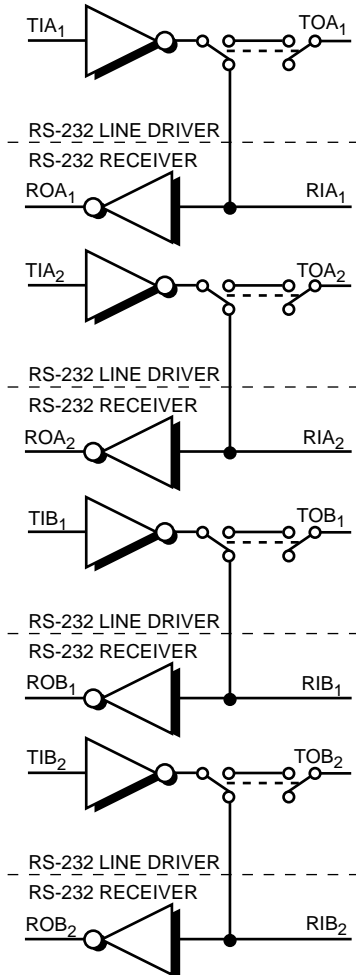 TIA1 TOA1
RS-232 LINE DRIVER
RS-232 RECEIVER
ROA1 RIA1
TIA2 TOA2
RS-232 LINE DRIVER
RS-232 RECEIVER
ROA2 RIA2
TIB1 TOB1
RS-232 LINE DRIVER
RS-232 RECEIVER
ROB1 RIB1
TIB2 TOB2
RS-232 LINE DRIVER
RS-232 RECEIVER
ROB2 RIB2